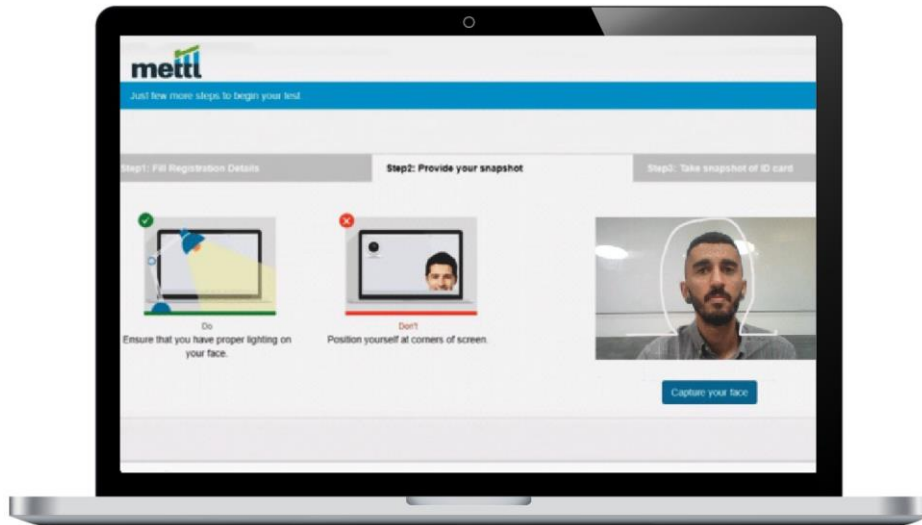 mettl
Just few more steps to begin your test
Step1: Fill Registration Details
Step2: Provide your snapshot
Step3: Take snapshot of ID card
Do
Ensure that you have proper lighting on
your face.
Don't
Position yourself at corners of screen.
Capture your face